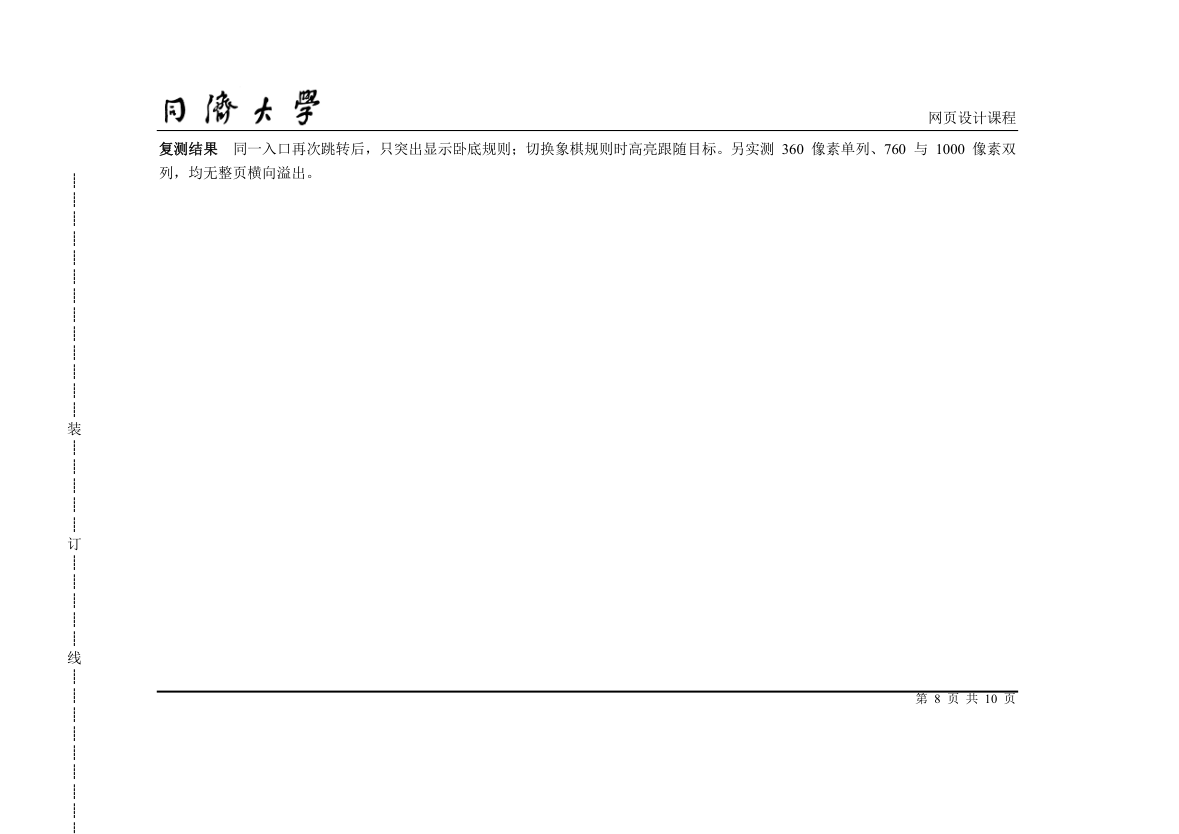 同濟大學
网页设计课程
复测结果 同一入口再次跳转后，只突出显示卧底规则；切换象棋规则时高亮跟随目标。另实测 360 像素单列、760 与 1000 像素双
列，均无整页横向溢出。
装
订
线
第 8 页 共 10 页